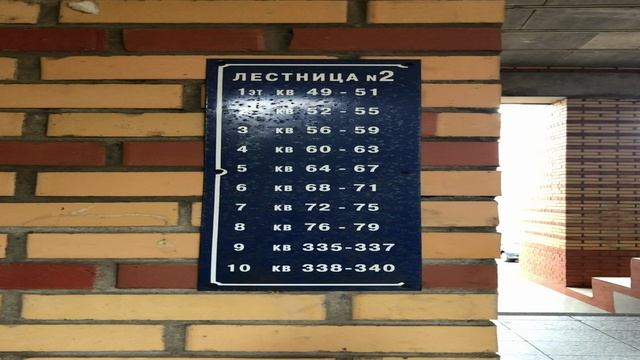 ЛЕСТНИЦА N2
1эт кв 49 - 51
2 кв 52 - 55
3 кв 56 - 59
4 кв 60 - 63
5 кв 64 - 67
6 кв 68 - 71
7 кв 72 - 75
8 кв 76 - 79
9 кв 335-337
10 кв 338-340